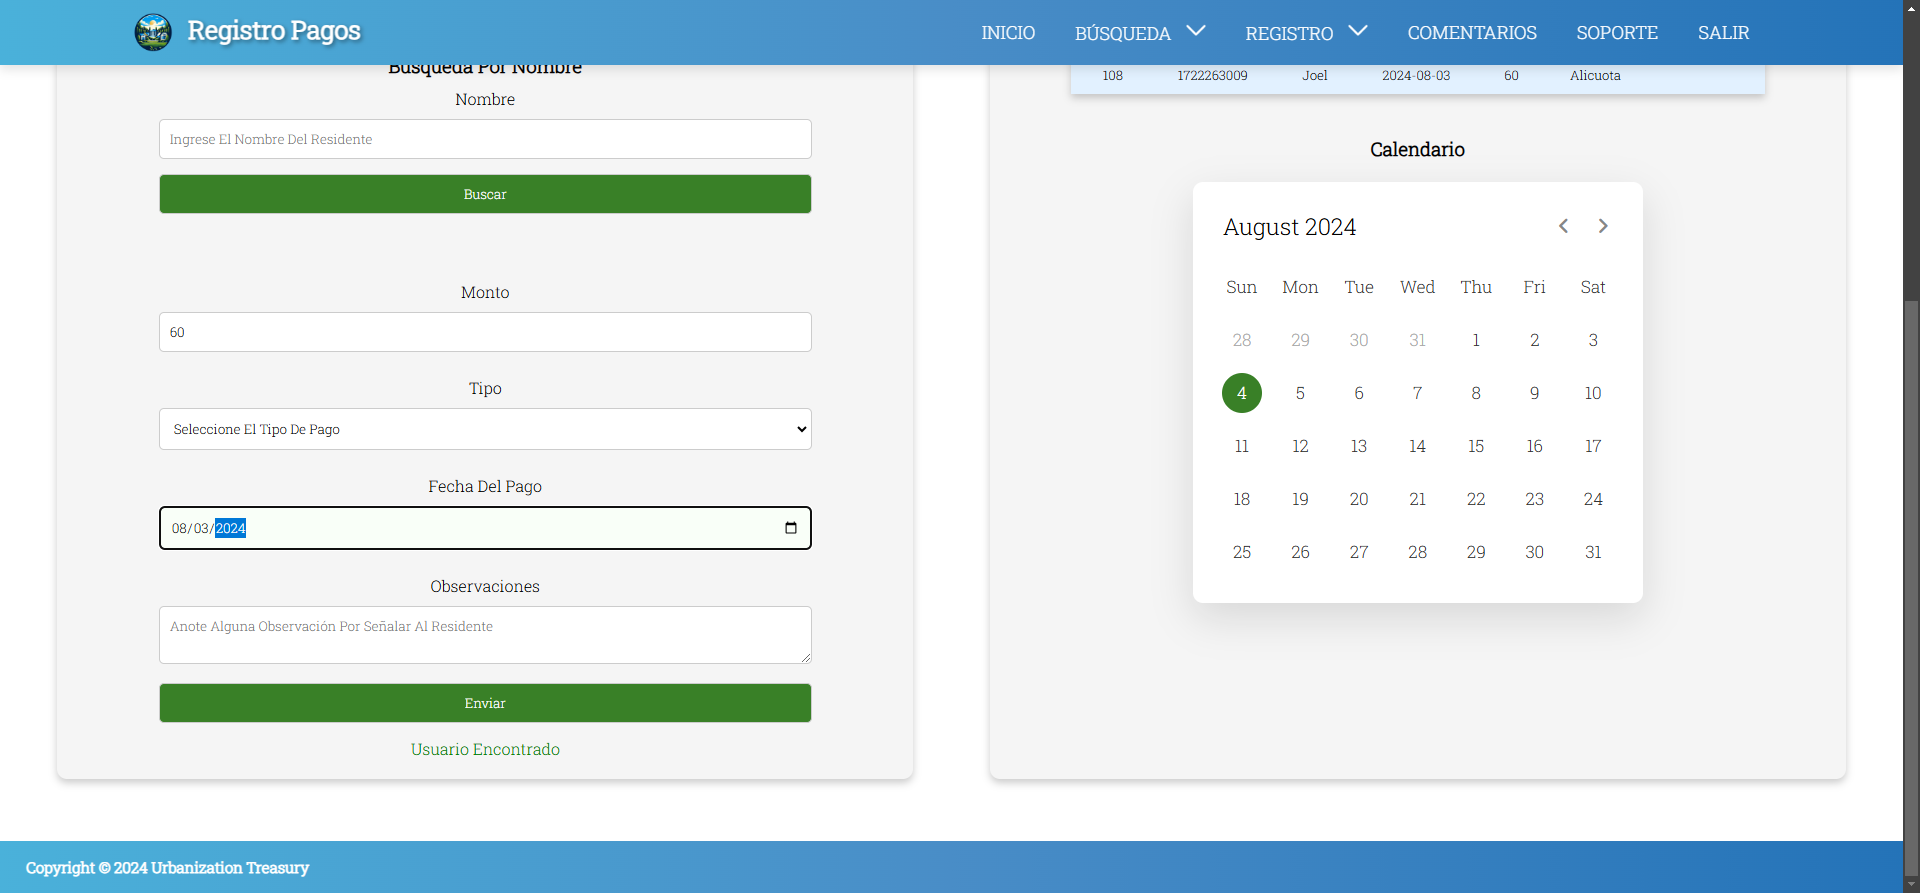 Registro Pagos
INICIO
BÚSQUEDA
REGISTRO
COMENTARIOS
SOPORTE
SALIR
Busqueda Por Nombre
Nombre
Ingrese El Nombre Del Residente
Buscar
Monto
60
Tipo
Seleccione El Tipo De Pago
Fecha Del Pago
08/03/2024
Observaciones
Anote Alguna Observación Por Señalar Al Residente
Enviar
Usuario Encontrado
108 1722263009 Joel 2024-08-03 60 Alicuota
Calendario
August 2024
Sun Mon Tue Wed Thu Fri Sat
28 29 30 31 1 2 3
4 5 6 7 8 9 10
11 12 13 14 15 16 17
18 19 20 21 22 23 24
25 26 27 28 29 30 31
Copyright © 2024 Urbanization Treasury